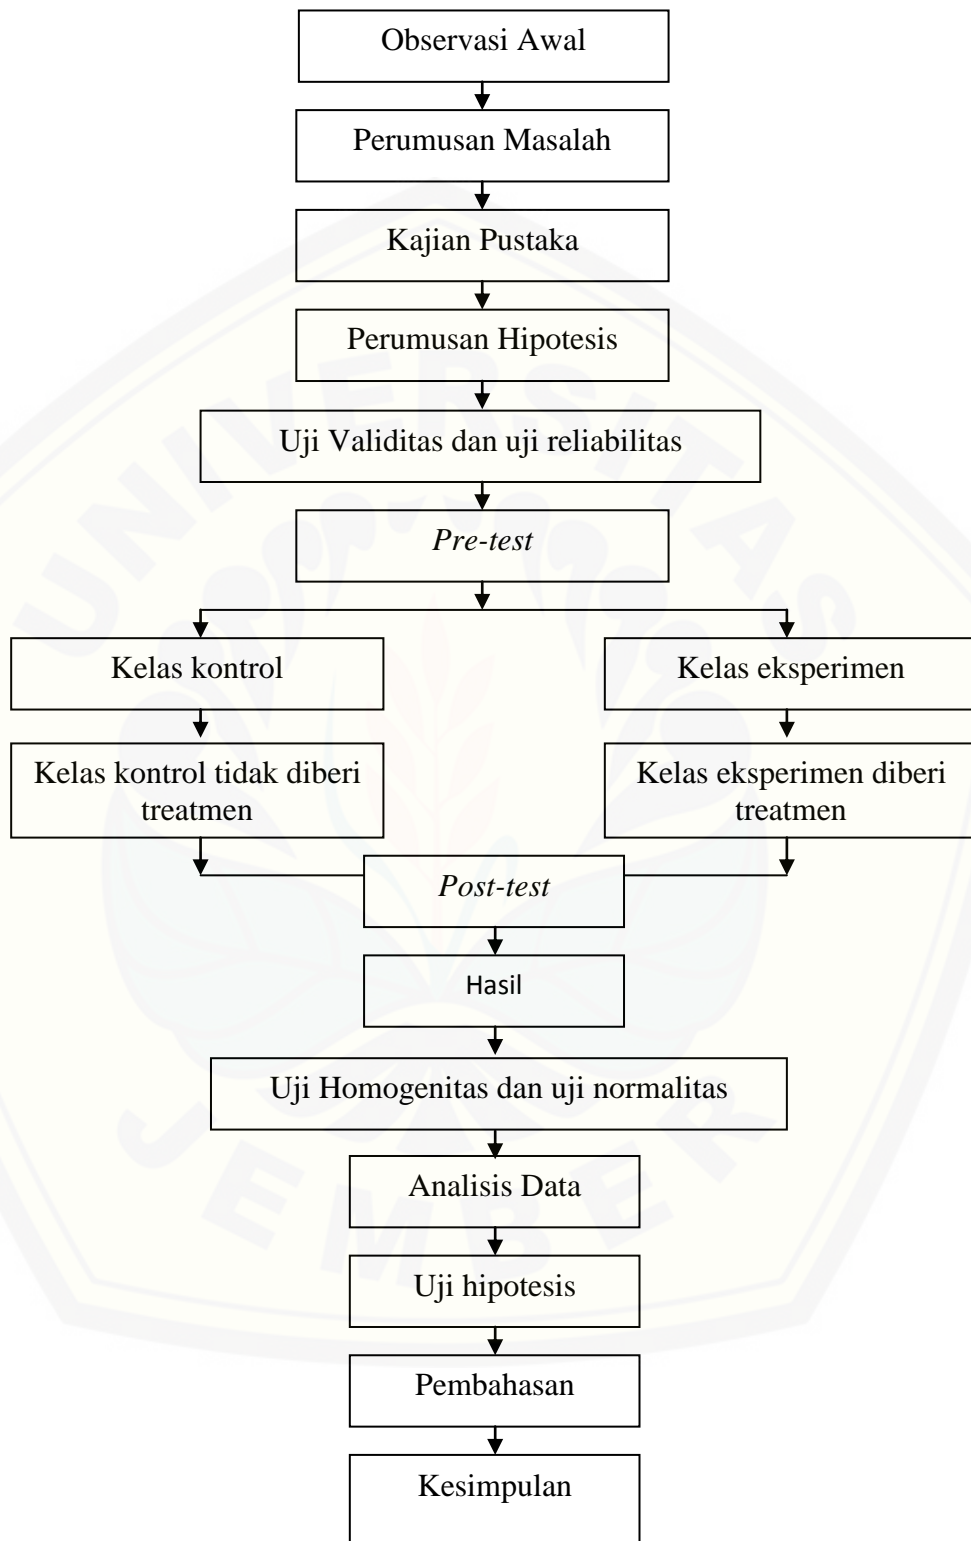 Observasi Awal
Perumusan Masalah
Kajian Pustaka
Perumusan Hipotesis
Uji Validitas dan uji reliabilitas
Pre-test
Kelas kontrol
Kelas eksperimen
Kelas kontrol tidak diberi
treatmen
Kelas eksperimen diberi
treatmen
Post-test
Hasil
Uji Homogenitas dan uji normalitas
Analisis Data
Uji hipotesis
Pembahasan
Kesimpulan
UNIVERSITAS
JEMBER